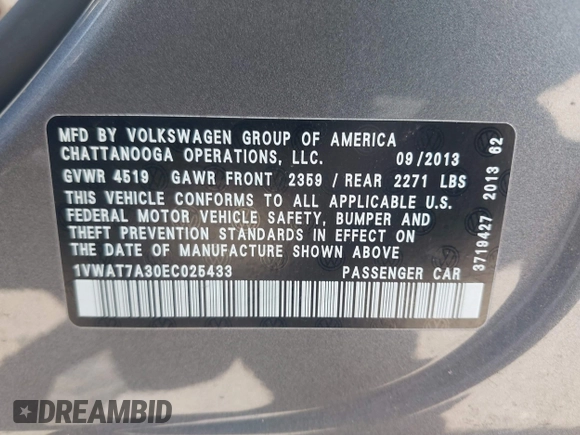 MFD BY VOLKSWAGEN GROUP OF AMERICA
CHATTANOOGA OPERATIONS, LLC. 09/2013
GVWR 4519 GAWR FRONT 2359 / REAR 2271 LBS
THIS VEHICLE CONFORMS TO ALL APPLICABLE U.S.
FEDERAL MOTOR VEHICLE SAFETY, BUMPER AND
THEFT PREVENTION STANDARDS IN EFFECT ON
THE DATE OF MANUFACTURE SHOWN ABOVE
1VWAT7A30EC025433 PASSENGER CAR
3719427 2013 62
DREAMBID